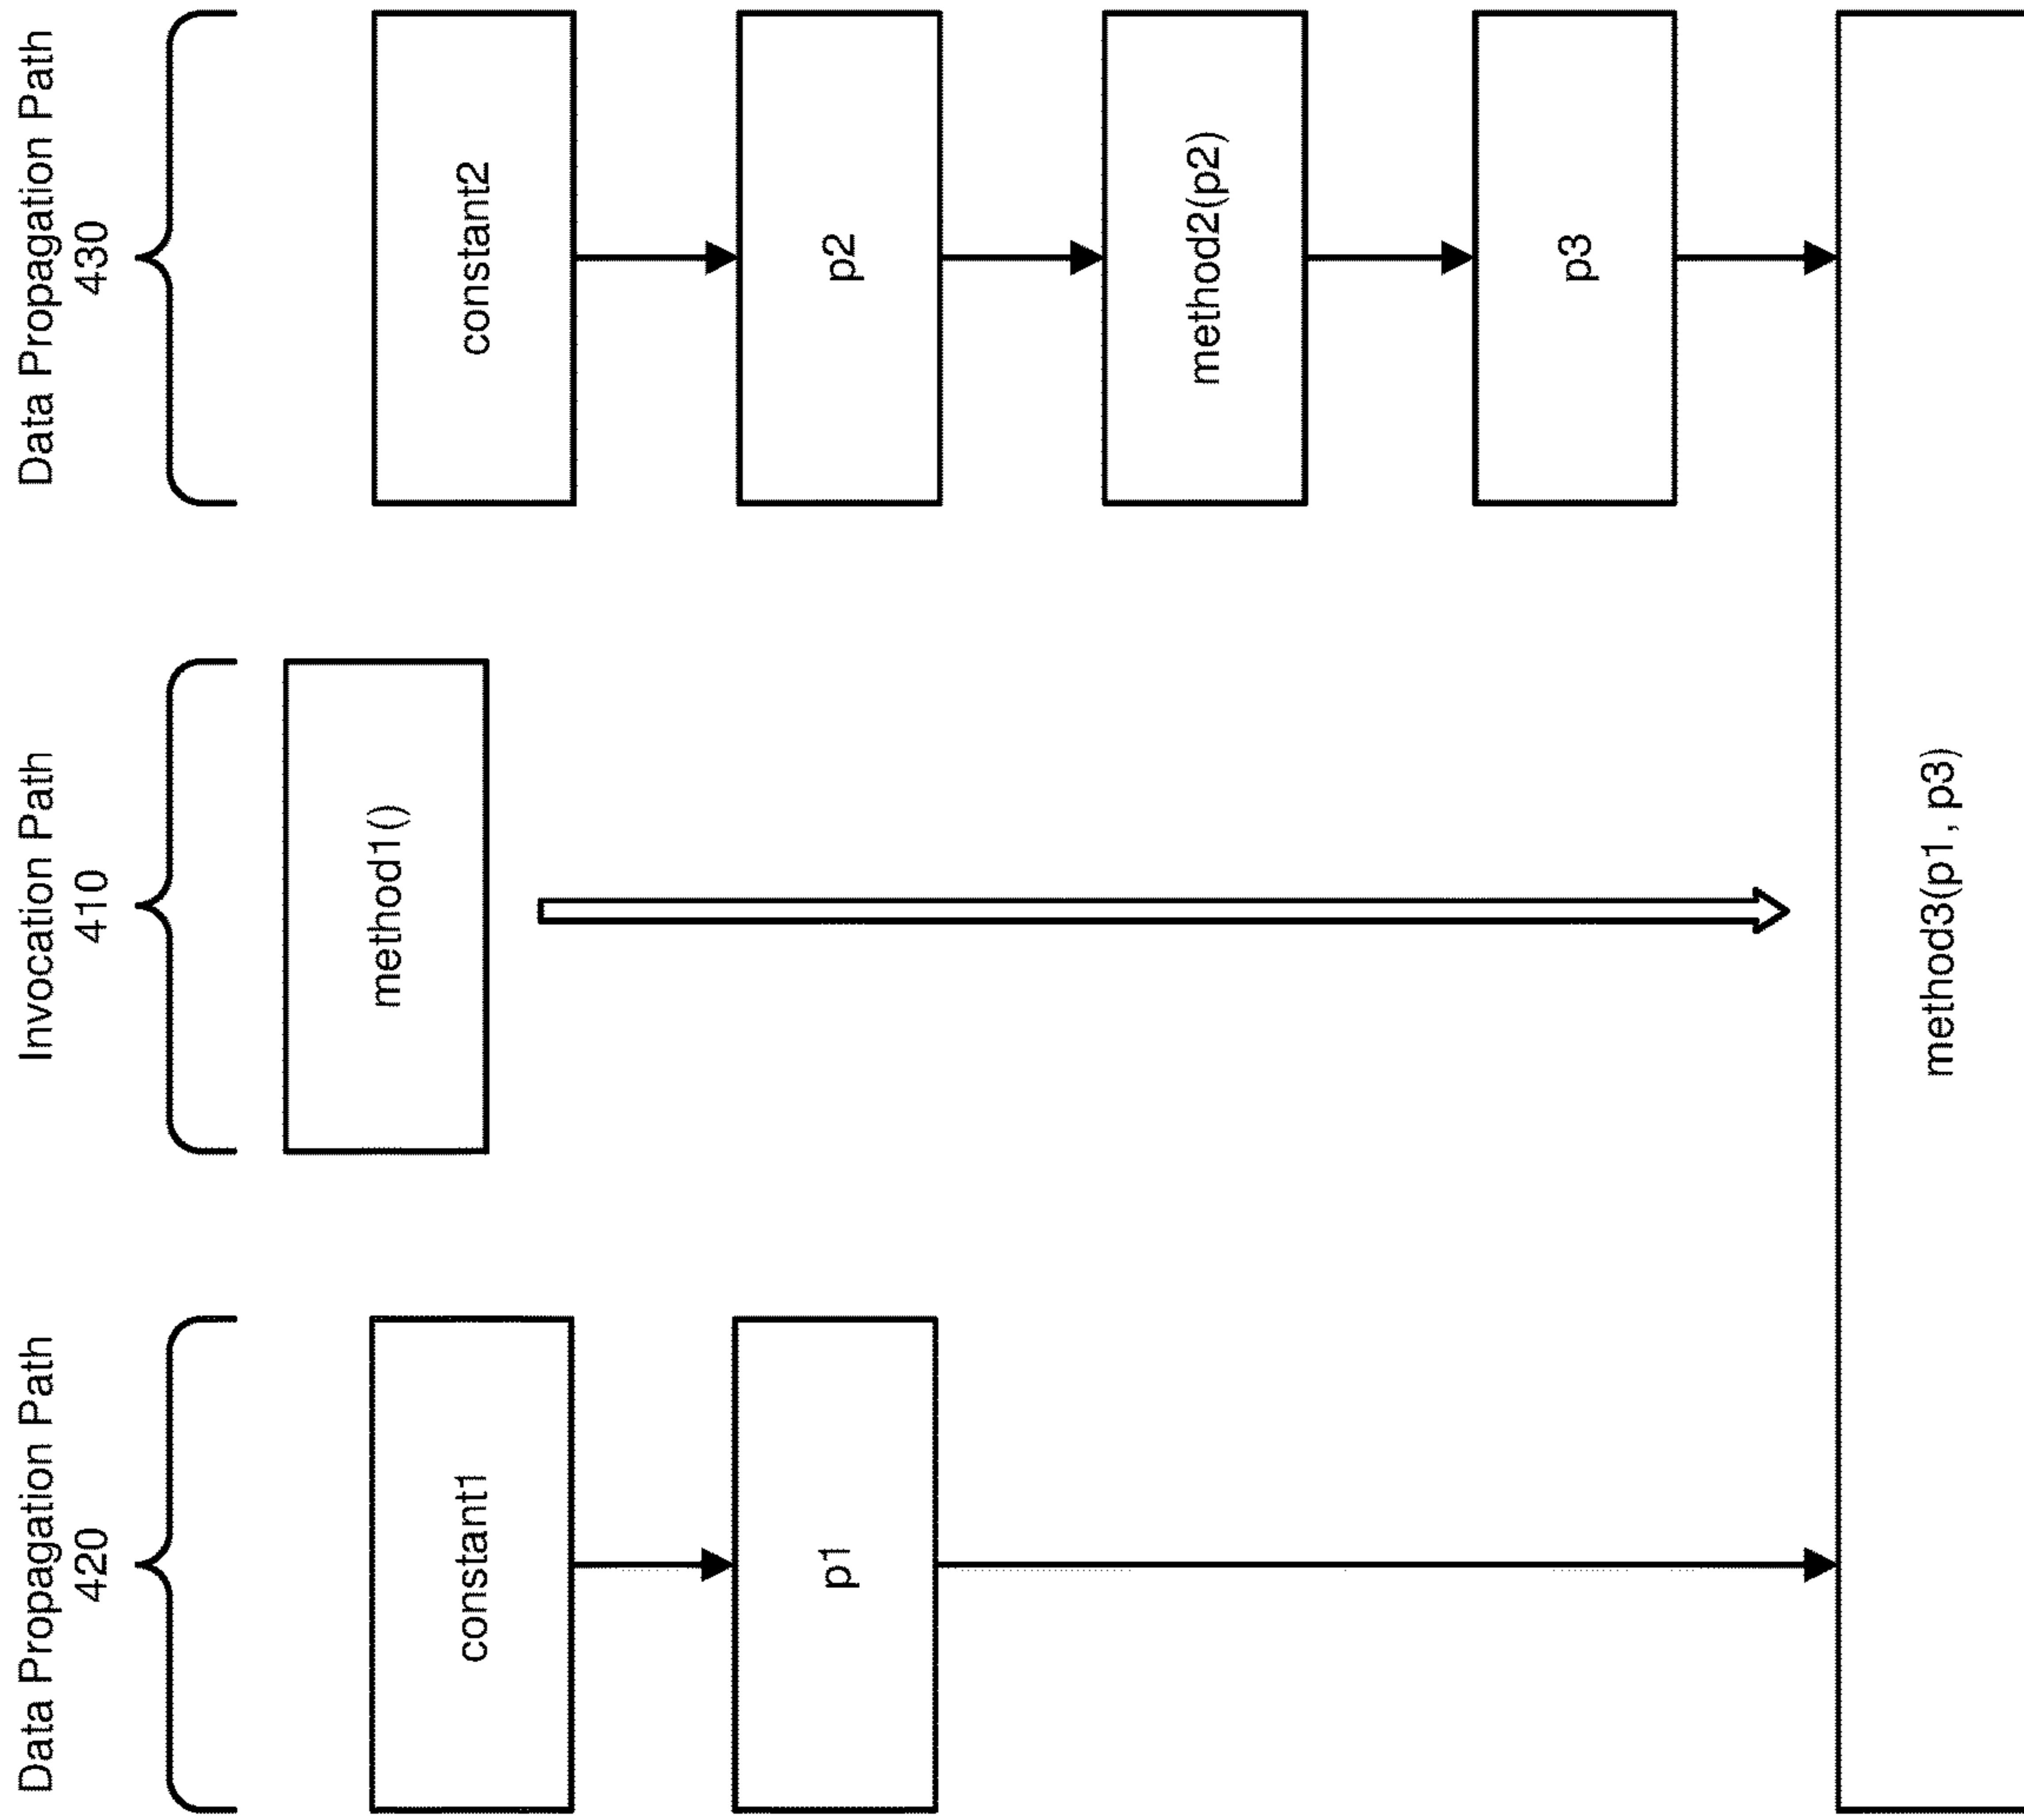 Data Propagation Path
420
constant1
p1
Invocation Path
410
method1()
Data Propagation Path
430
constant2
p2
method2(p2)
p3
method3(p1, p3)